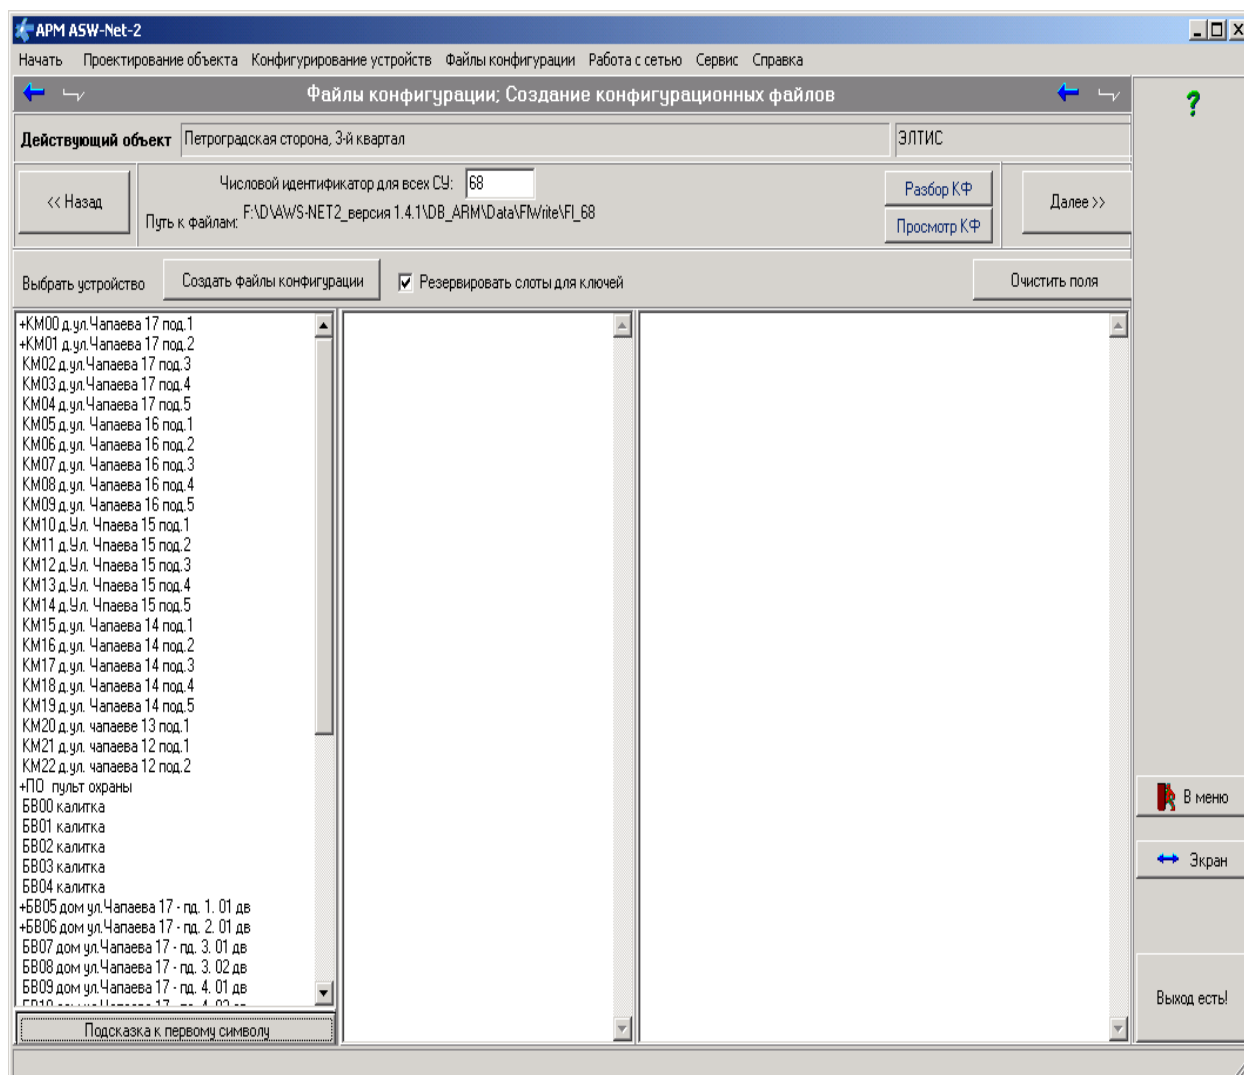 АРМ ASW-Net-2
Начать Проектирование объекта Конфигурирование устройств Файлы конфигурации Работа с сетью Сервис Справка
Файлы конфигурации; Создание конфигурационных файлов
?
Действующий объект Петроградская сторона, 3-й квартал ЭЛТИС
<< Назад
Числовой идентификатор для всех СУ: 68
Путь к файлам: F:\D\AWS-NET2_версия 1.4.1\DB_ARM\Data\FlWrite\FI_68
Разбор КФ
Просмотр КФ
Далее >>
Выбрать устройство Создать файлы конфигурации Резервировать слоты для ключей Очистить поля
+КМ00 д.ул.Чапаева 17 под.1
+КМ01 д.ул.Чапаева 17 под.2
КМ02 д.ул.Чапаева 17 под.3
КМ03 д.ул.Чапаева 17 под.4
КМ04 д.ул.Чапаева 17 под.5
КМ05 д.ул. Чапаева 16 под.1
КМ06 д.ул. Чапаева 16 под.2
КМ07 д.ул. Чапаева 16 под.3
КМ08 д.ул. Чапаева 16 под.4
КМ09 д.ул. Чапаева 16 под.5
КМ10 д.Ул. Чпаева 15 под.1
КМ11 д.Ул. Чпаева 15 под.2
КМ12 д.Ул. Чпаева 15 под.3
КМ13 д.Ул. Чпаева 15 под.4
КМ14 д.Ул. Чпаева 15 под.5
КМ15 д.ул. Чапаева 14 под.1
КМ16 д.ул. Чапаева 14 под.2
КМ17 д.ул. Чапаева 14 под.3
КМ18 д.ул. Чапаева 14 под.4
КМ19 д.ул. Чапаева 14 под.5
КМ20 д.ул. чапаеве 13 под.1
КМ21 д.ул. чапаева 12 под.1
КМ22 д.ул. чапаева 12 под.2
+ПО пульт охраны
БВ00 калитка
БВ01 калитка
БВ02 калитка
БВ03 калитка
БВ04 калитка
+БВ05 дом ул.Чапаева 17 - пд. 1. 01 дв
+БВ06 дом ул.Чапаева 17 - пд. 2. 01 дв
БВ07 дом ул.Чапаева 17 - пд. 3. 01 дв
БВ08 дом ул.Чапаева 17 - пд. 3. 02 дв
БВ09 дом ул.Чапаева 17 - пд. 4. 01 дв
Подсказка к первому символу
В меню
Экран
Выход есть!